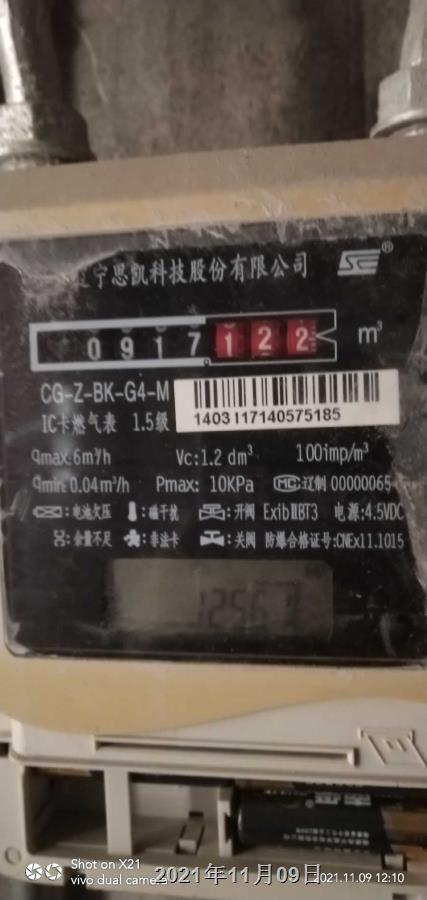 辽宁思凯科技股份有限公司
®
0917122 m³
CG-Z-BK-G4-M
IC卡燃气表 1.5级
1403117140575185
qmax:6m³/h Vc:1.2 dm³ 100imp/m³
qmin:0.04m³/h Pmax: 10KPa CMC辽制 00000065
:电池欠压 :磁干扰 :开阀 ExibⅡBT3 电源:4.5VDC
:余量不足 :非法卡 :关阀 防爆合格证号:CNEx11.1015
Shot on X21
vivo dual camera
2021年11月09日
2021.11.09 12:10